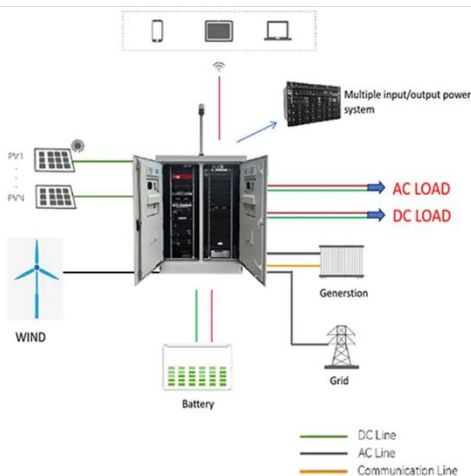 Multiple input/output power
system
PV1
PVN
AC LOAD
DC LOAD
WIND
Generstion
Grid
Battery
DC Line
AC Line
Communication Line